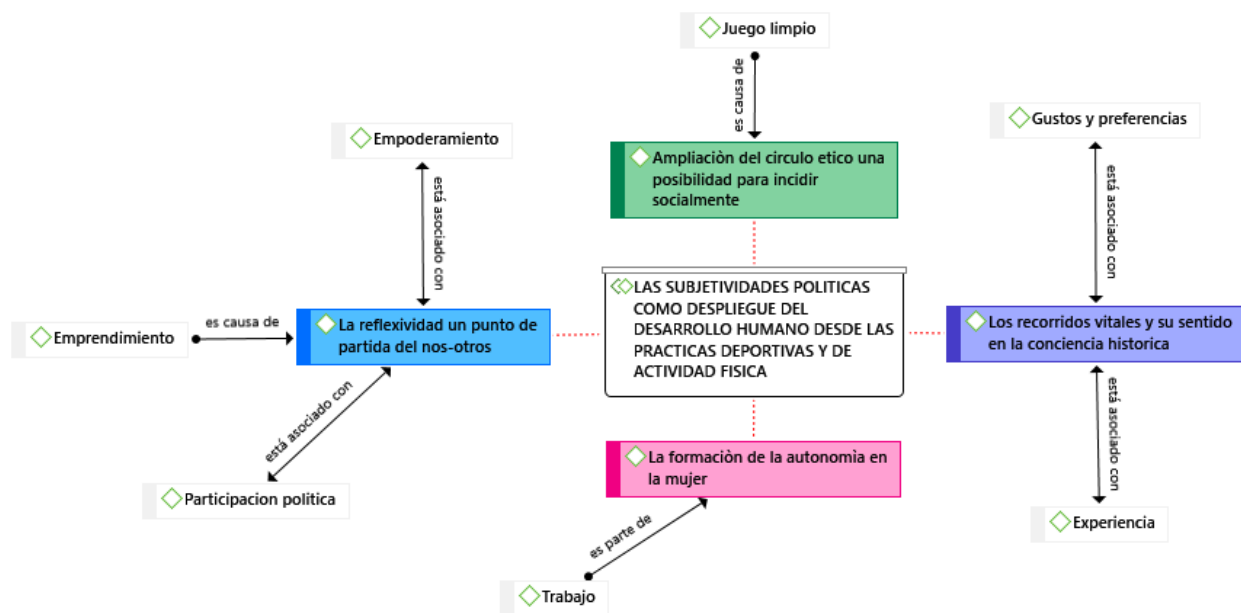 Juego limpio
es causa de
Empoderamiento
Gustos y preferencias
Ampliaciòn del circulo etico una
posibilidad para incidir
socialmente
está asociado con
está asociado con
LAS SUBJETIVIDADES POLITICAS
COMO DESPLIEGUE DEL
DESARROLLO HUMANO DESDE LAS
PRACTICAS DEPORTIVAS Y DE
ACTIVIDAD FISICA
Emprendimiento
es causa de
La reflexividad un punto de
partida del nos-otros
Los recorridos vitales y su sentido
en la conciencia historica
está asociado con
está asociado con
La formaciòn de la autonomìa en
la mujer
Participacion politica
Experiencia
es parte de
Trabajo